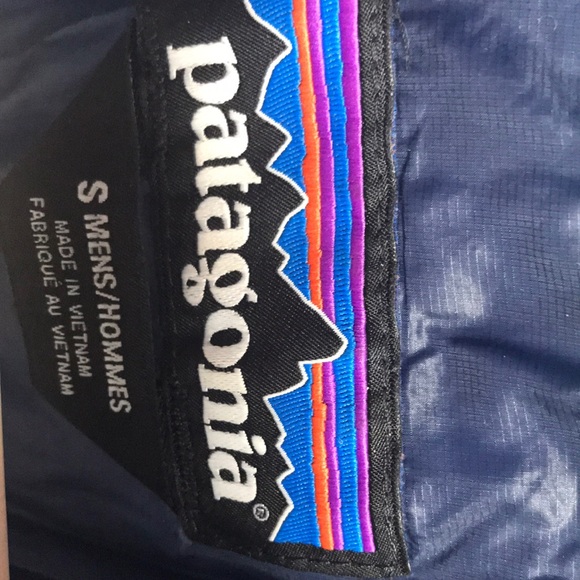 patagonia®
S MENS/HOMMES
MADE IN VIETNAM
FABRIQUÉ AU VIETNAM